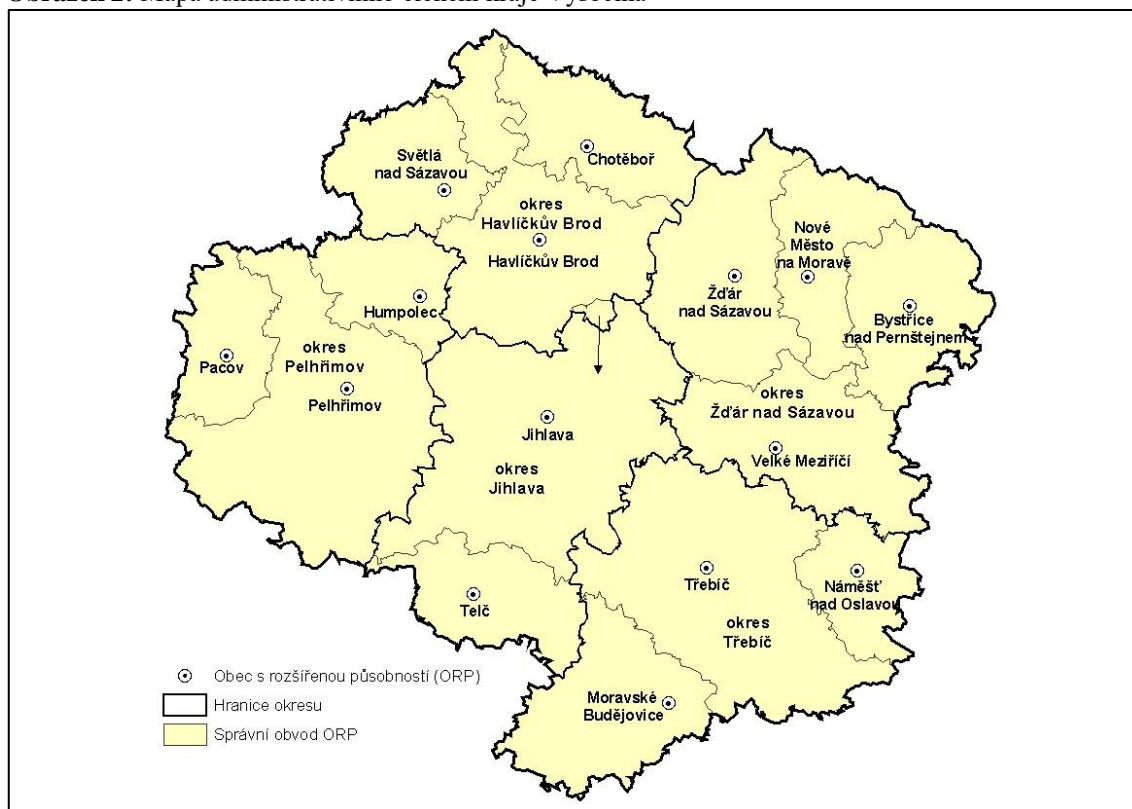 Obrázek 2: Mapa administrativního členění kraje Vysočina
Chotěboř
Světlá
nad Sázavou
okres
Havlíčkův Brod
Havlíčkův Brod
Nové
Město
na Moravě
Žďár
nad Sázavou
Humpolec
Bystřice
nad Pernštejnem
okres
Pelhřimov
Pacov
Pelhřimov
okres
Žďár nad Sázavou
Jihlava
Velké Meziříčí
okres
Jihlava
Třebíč
Náměšť
nad Oslavou
Telč
okres
Třebíč
Moravské
Budějovice
Obec s rozšířenou působností (ORP)
Hranice okresu
Správní obvod ORP